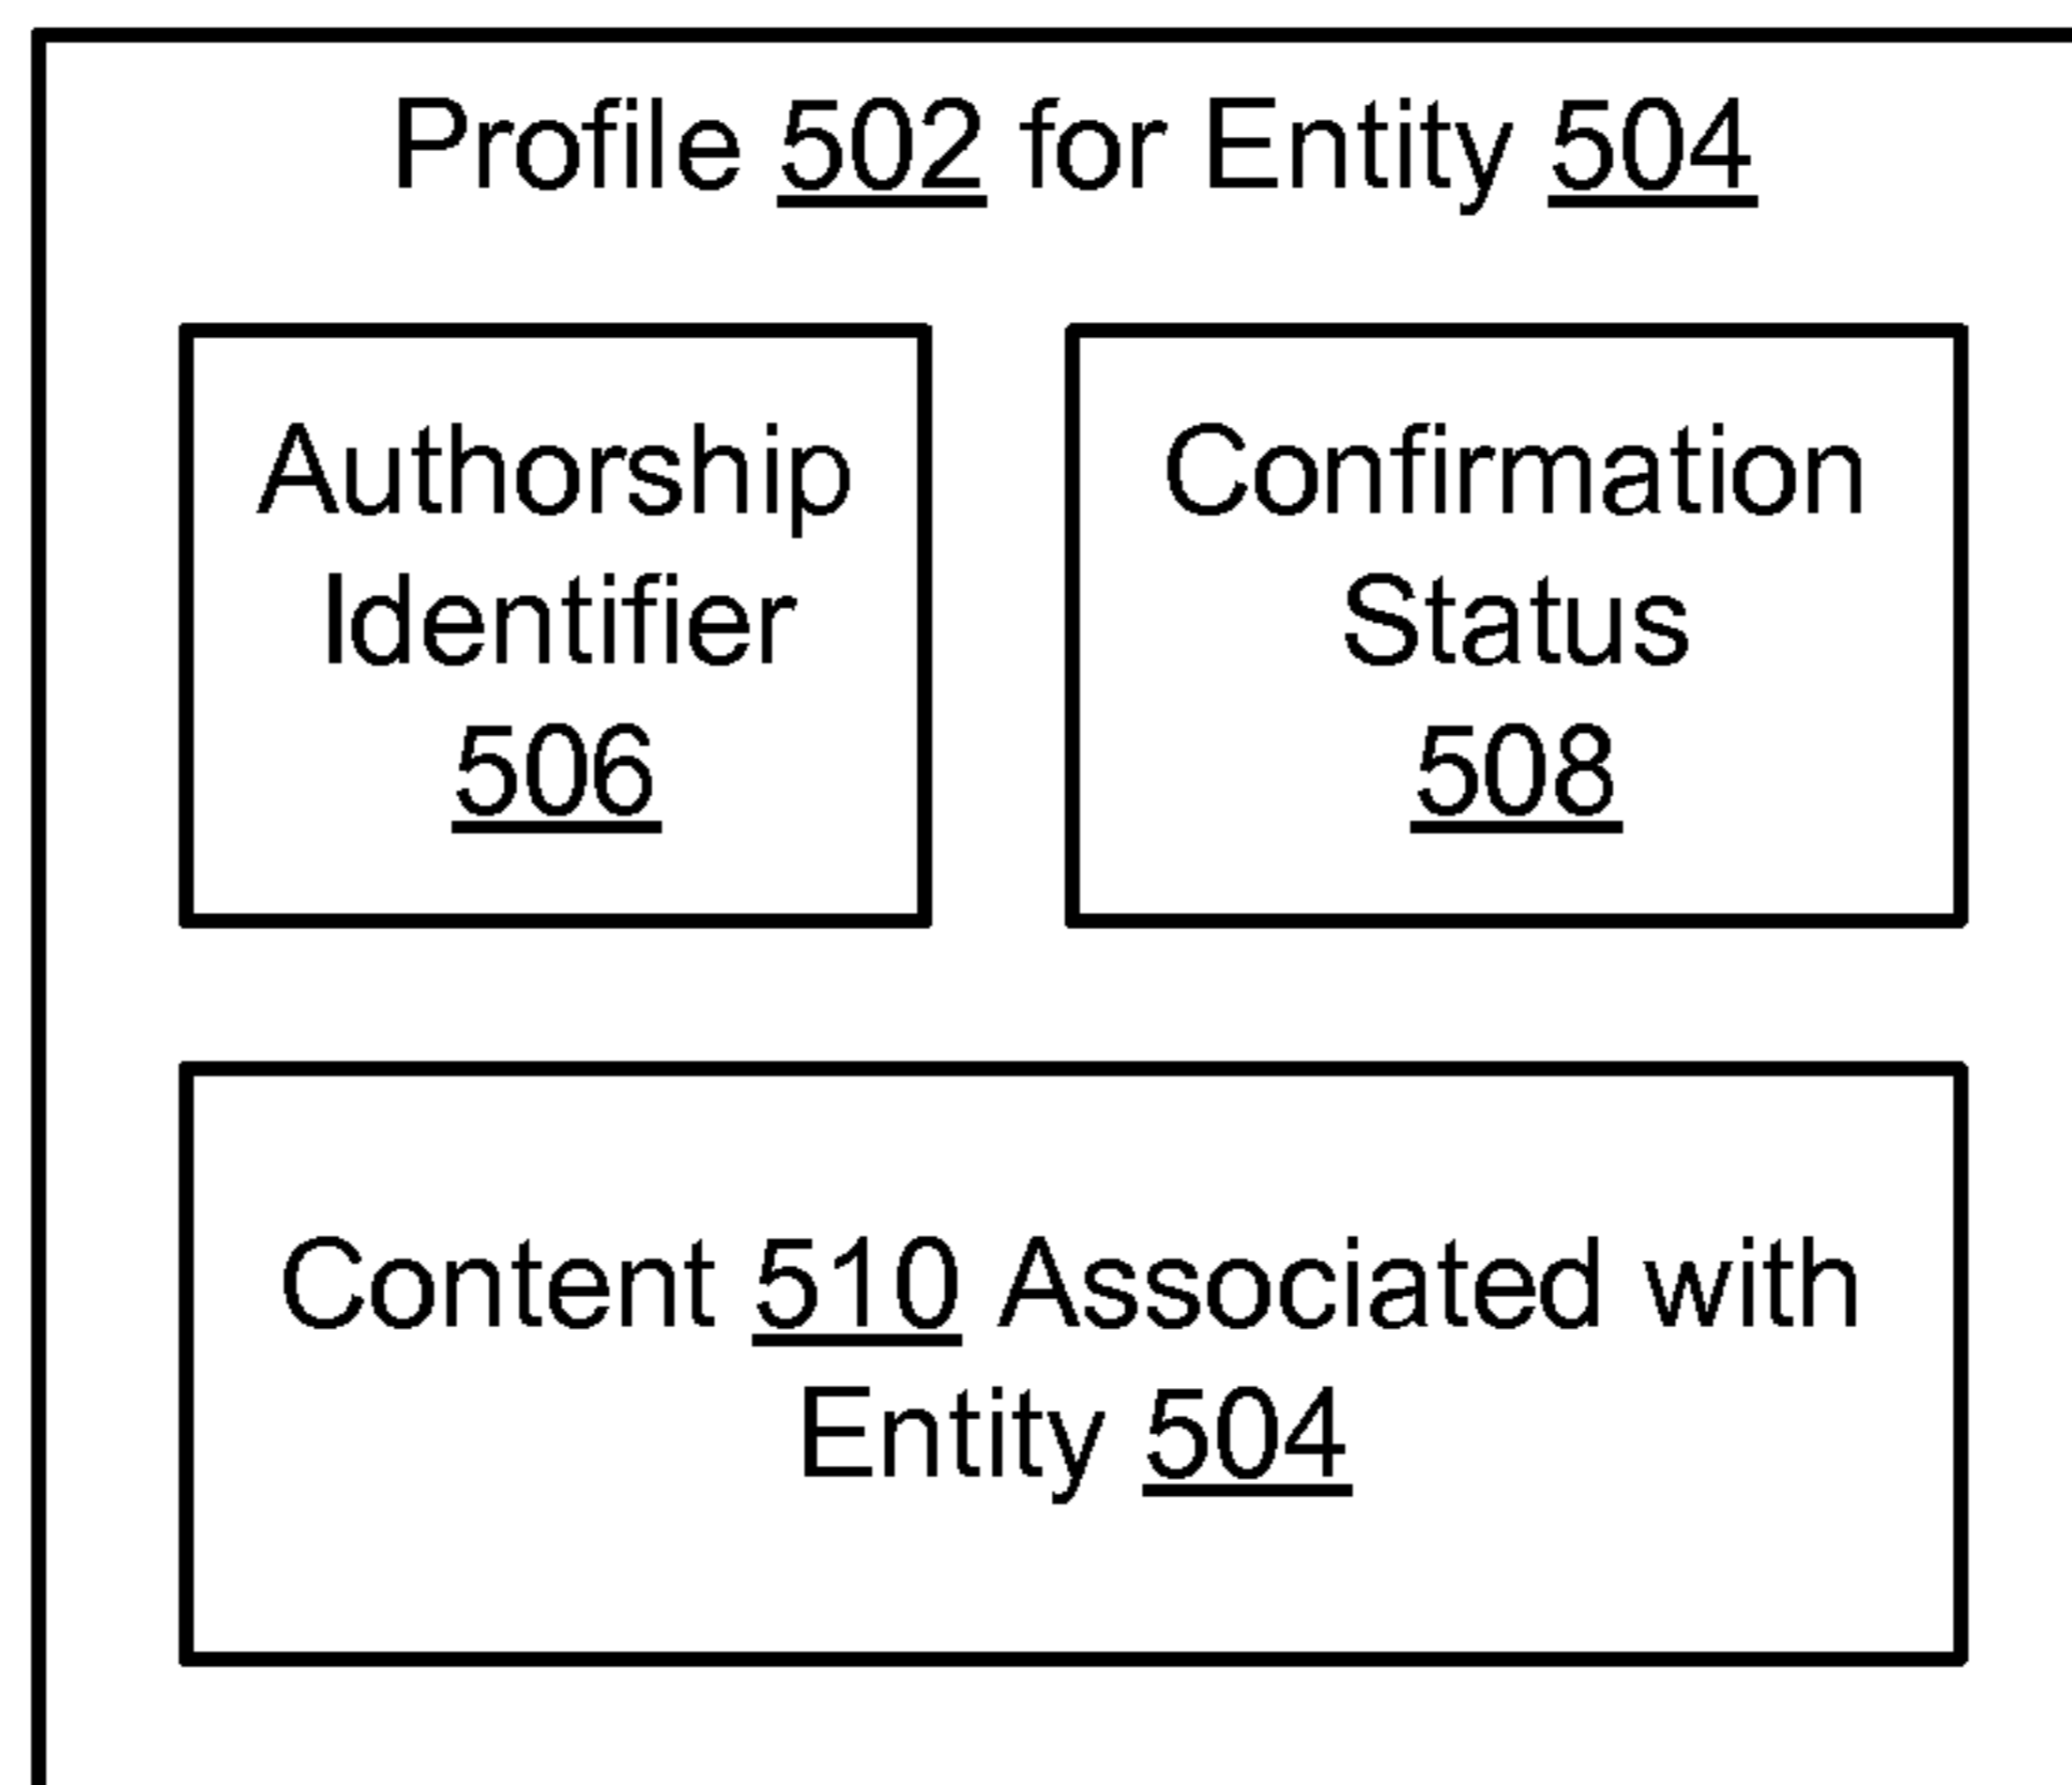 Profile 502 for Entity 504
Authorship
Identifier
506
Confirmation
Status
508
Content 510 Associated with
Entity 504